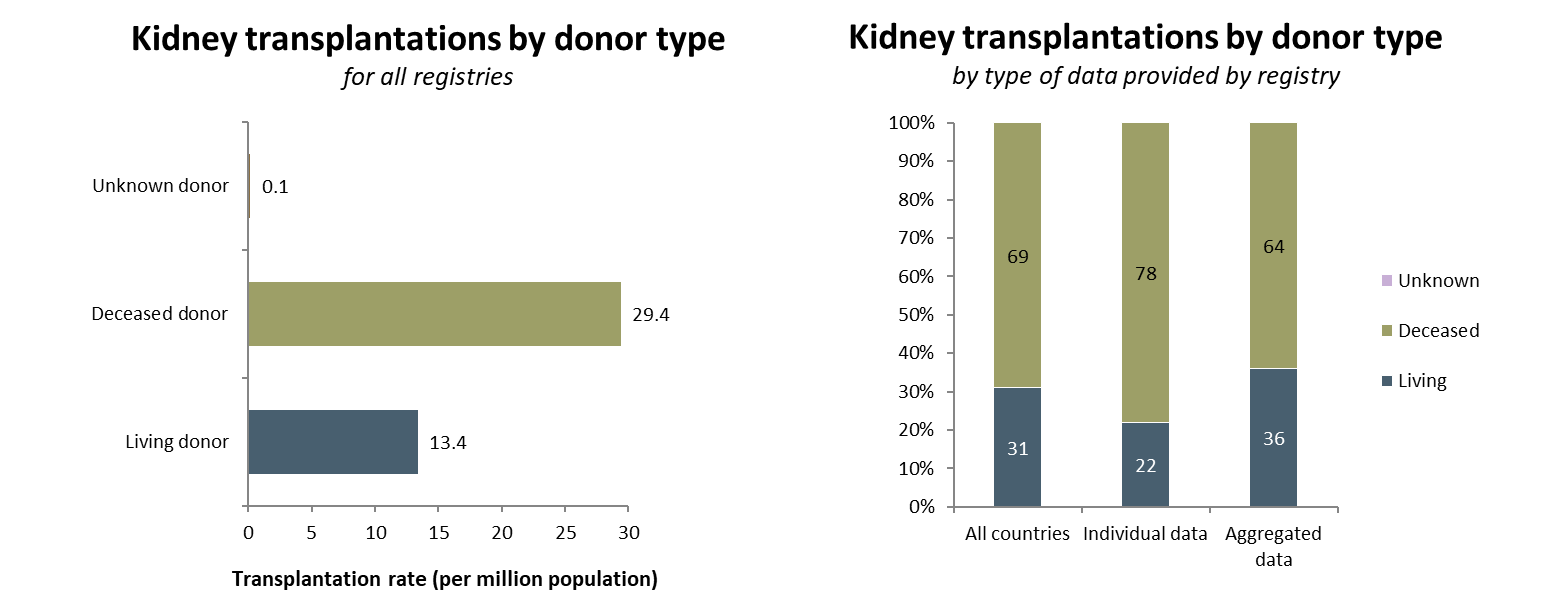 Kidney transplantations by donor type
for all registries
Unknown donor
0.1
Deceased donor
29.4
Living donor
13.4
0 5 10 15 20 25 30
Transplantation rate (per million population)
Kidney transplantations by donor type
by type of data provided by registry
100%
90%
80%
70%
60%
50%
40%
30%
20%
10%
0%
69
78
64
31
22
36
All countries
Individual data
Aggregated
data
Unknown
Deceased
Living